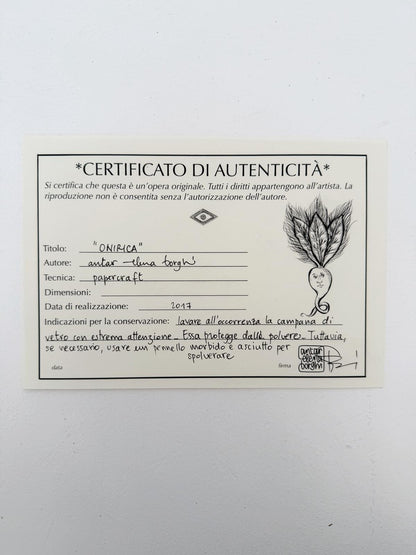 *CERTIFICATO DI AUTENTICITÀ*
Si certifica che questa è un'opera originale. Tutti i diritti appartengono all'artista. La
riproduzione non è consentita senza l'autorizzazione dell'autore.
Titolo: "ONIRICA"
Autore: antar - elena borghi
Tecnica: papercraft
Dimensioni:
Data di realizzazione: 2017
Indicazioni per la conservazione: lavare all'occorrenza la campana di
vetro con estrema attenzione - Essa protegge dalla polvere - Tuttavia,
se necessario, usare un pennello morbido e asciutto per
spolverare
data firma
elena
borghi